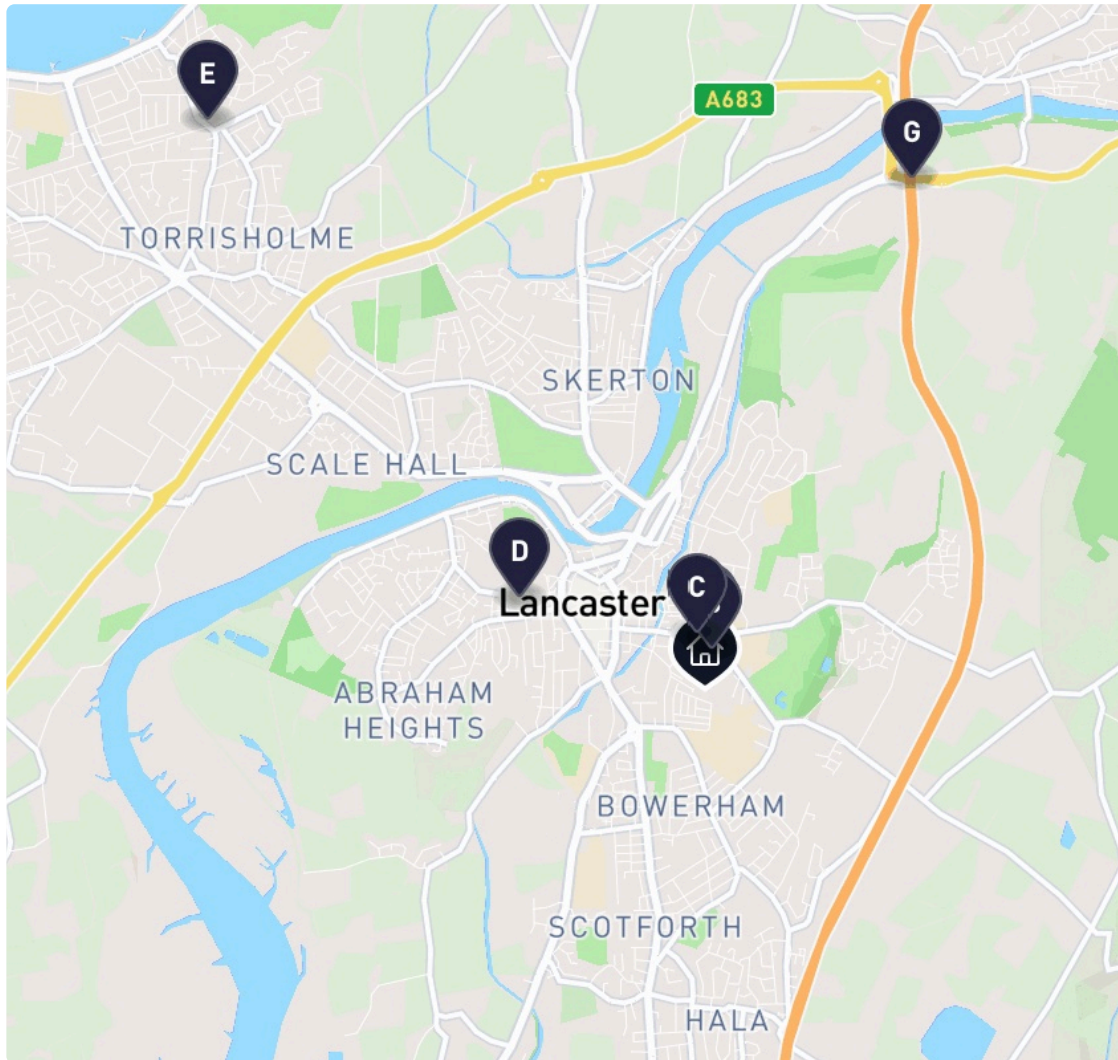 E
A683
G
TORRISHOLME
SKERTON
SCALE HALL
D
C
Lancaster
ABRAHAM
HEIGHTS
BOWERHAM
SCOTFORTH
HALA